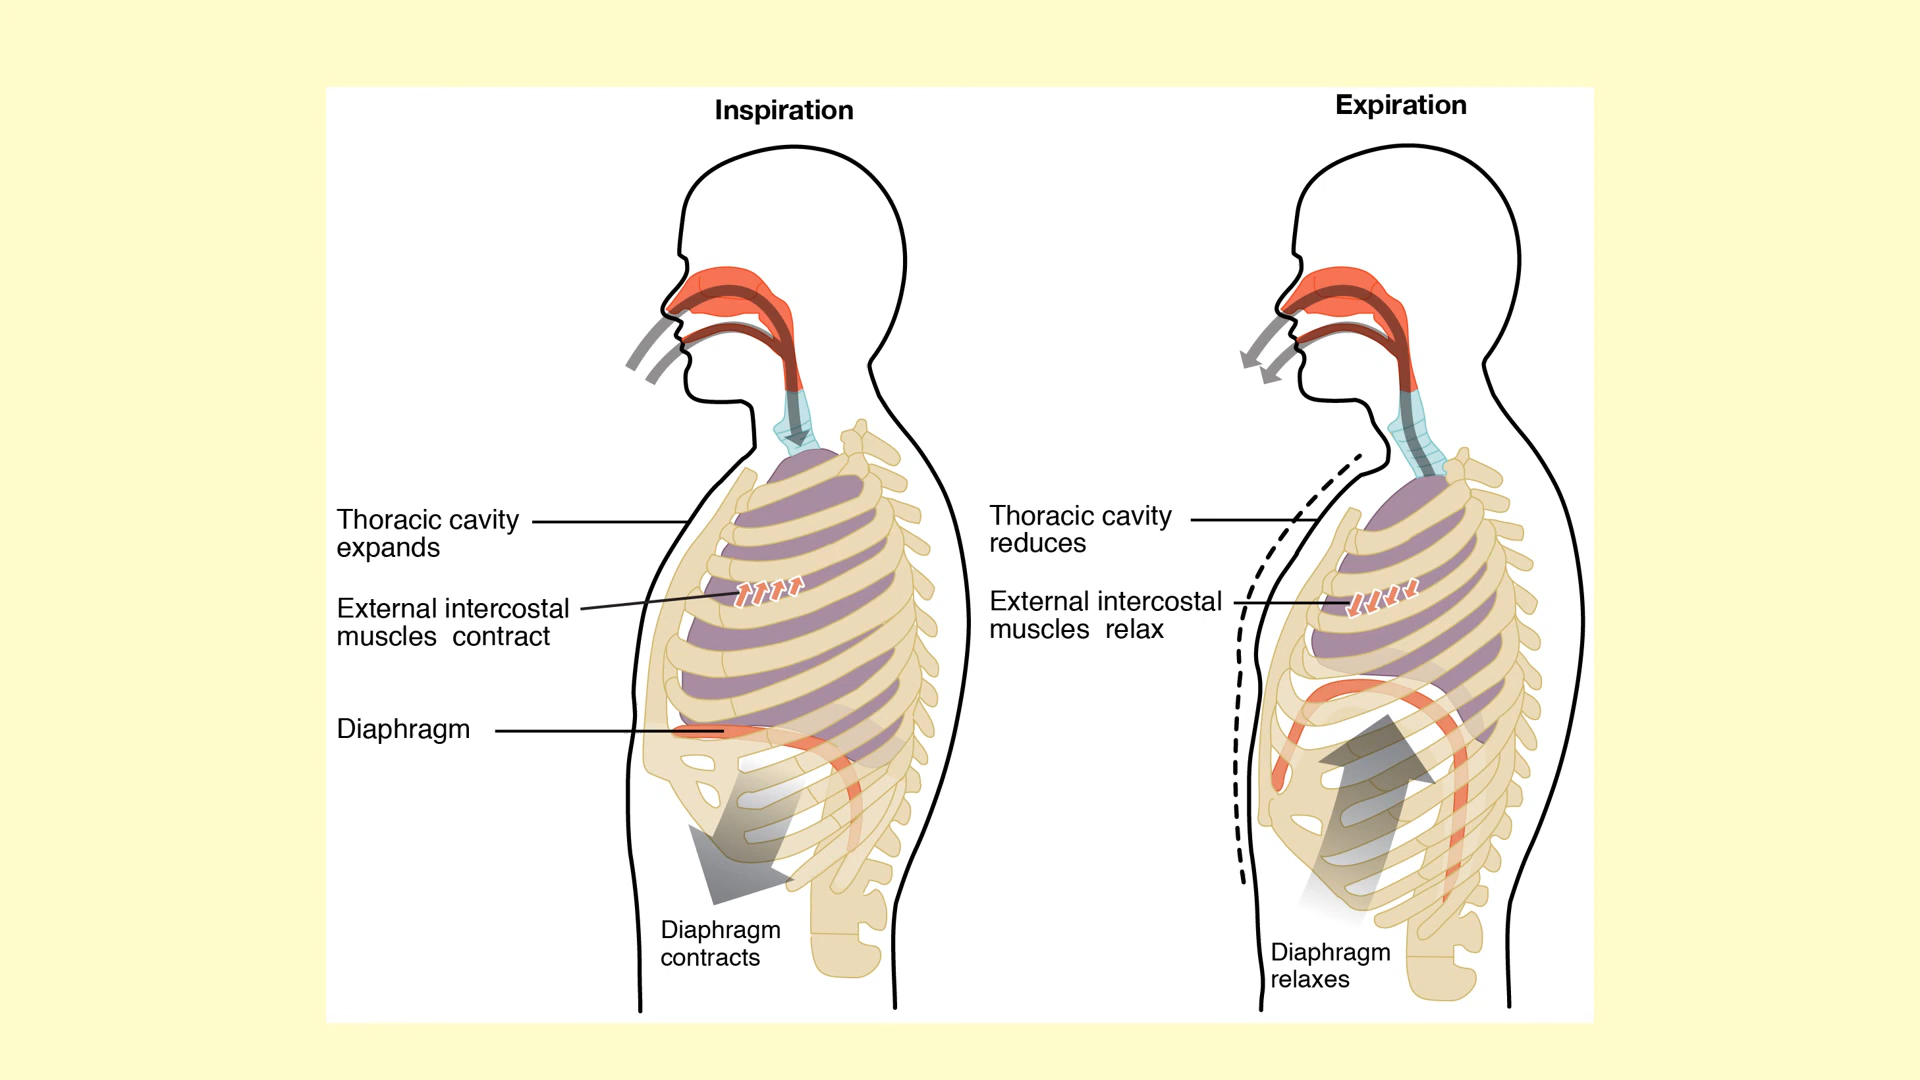 Inspiration
Thoracic cavity
expands
External intercostal
muscles contract
Diaphragm
Diaphragm
contracts
Expiration
Thoracic cavity
reduces
External intercostal
muscles relax
Diaphragm
relaxes